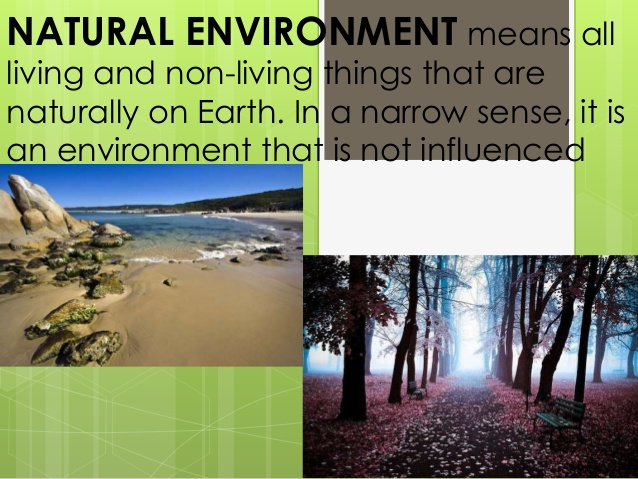 NATURAL ENVIRONMENT means all
living and non-living things that are
naturally on Earth. In a narrow sense, it is
an environment that is not influenced